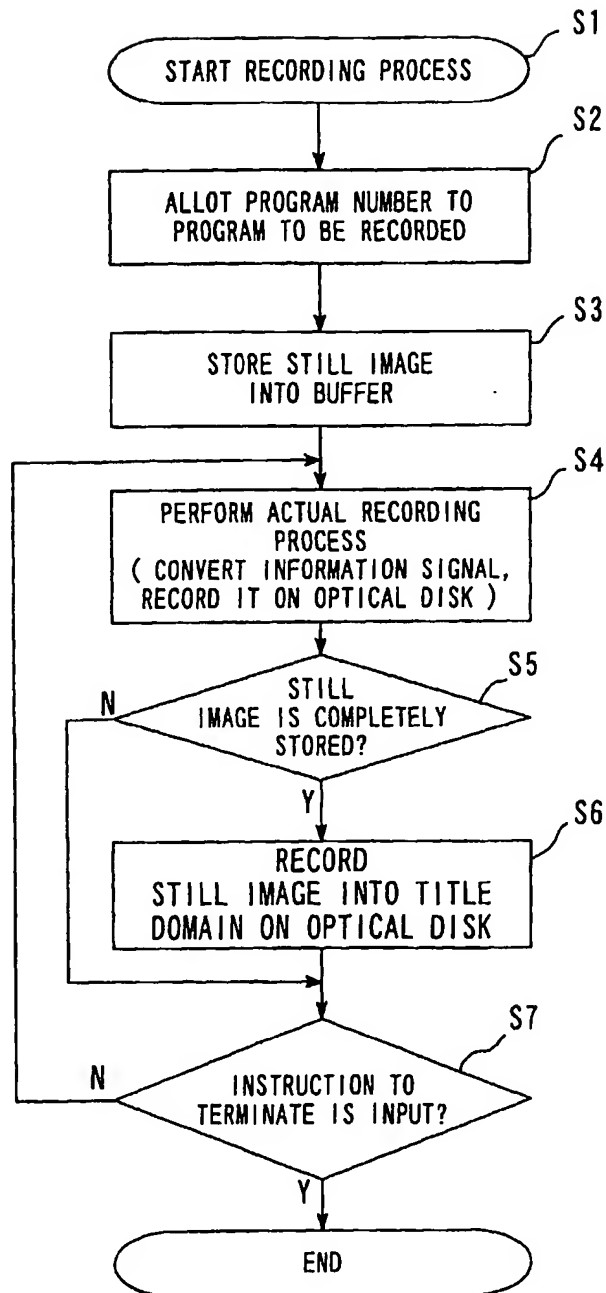 S1
START RECORDING PROCESS
S2
ALLOT PROGRAM NUMBER TO
PROGRAM TO BE RECORDED
S3
STORE STILL IMAGE
INTO BUFFER
S4
PERFORM ACTUAL RECORDING
PROCESS
( CONVERT INFORMATION SIGNAL,
RECORD IT ON OPTICAL DISK )
S5
N
STILL
IMAGE IS COMPLETELY
STORED?
Y
S6
RECORD
STILL IMAGE INTO TITLE
DOMAIN ON OPTICAL DISK
S7
N
INSTRUCTION TO
TERMINATE IS INPUT?
Y
END